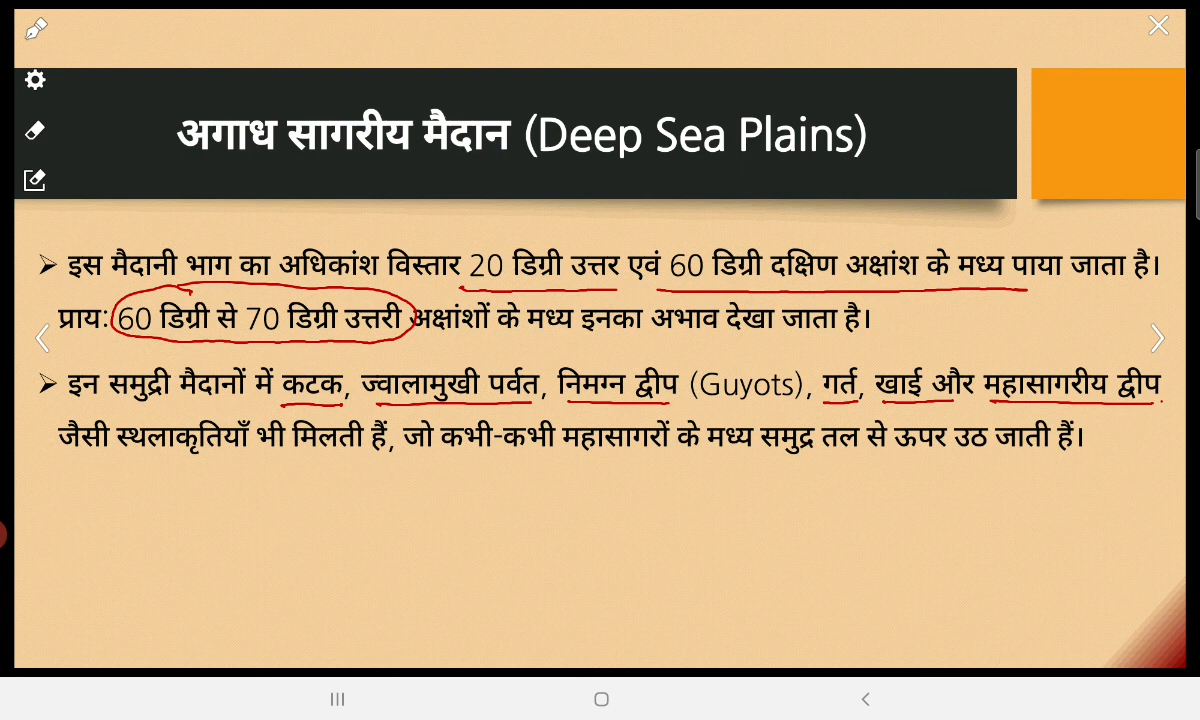 अगाध सागरीय मैदान (Deep Sea Plains)
➢ इस मैदानी भाग का अधिकांश विस्तार 20 डिग्री उत्तर एवं 60 डिग्री दक्षिण अक्षांश के मध्य पाया जाता है।
प्राय: 60 डिग्री से 70 डिग्री उत्तरी अक्षांशों के मध्य इनका अभाव देखा जाता है।
➢ इन समुद्री मैदानों में कटक, ज्वालामुखी पर्वत, निमग्न द्वीप (Guyots), गर्त, खाई और महासागरीय द्वीप
जैसी स्थलाकृतियाँ भी मिलती हैं, जो कभी-कभी महासागरों के मध्य समुद्र तल से ऊपर उठ जाती हैं।